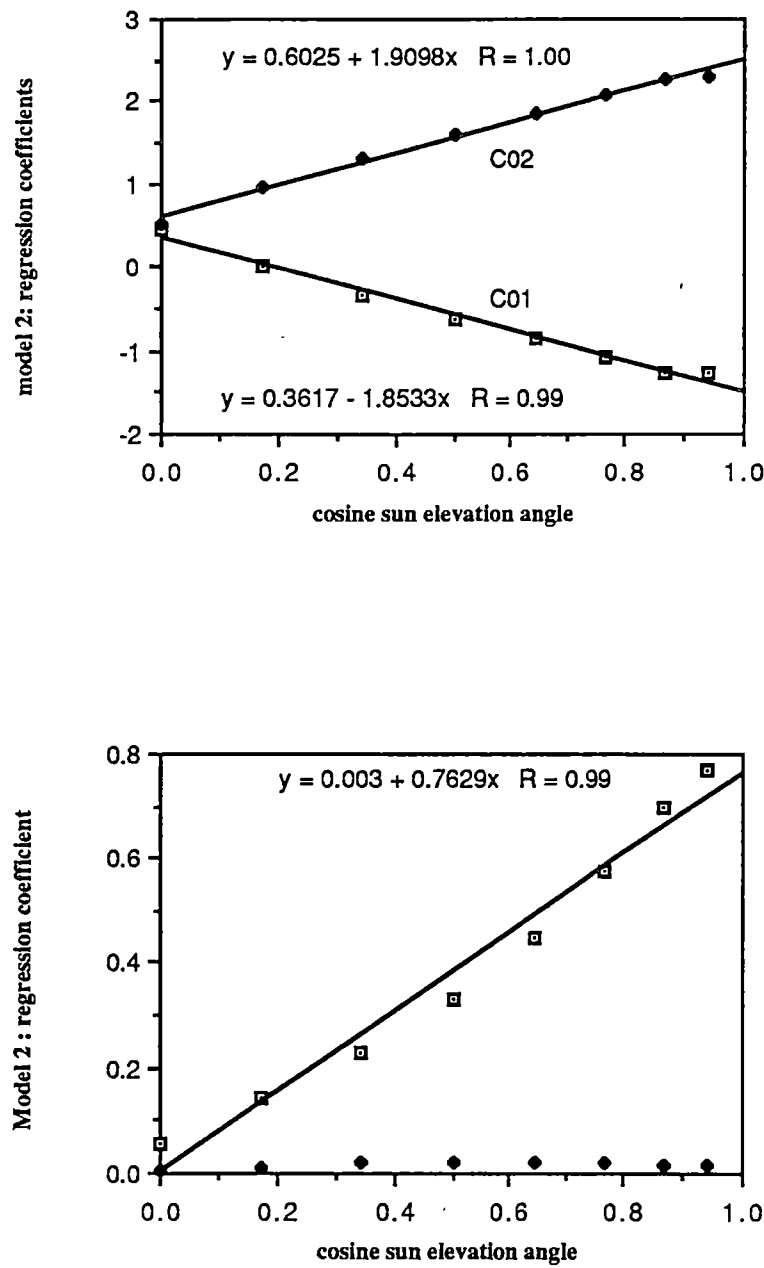 3
y = 0.6025 + 1.9098x R = 1.00
2
C02
1
0
C01
-1
y = 0.3617 - 1.8533x R = 0.99
-2
0.0 0.2 0.4 0.6 0.8 1.0
cosine sun elevation angle
model 2: regression coefficients
0.8
y = 0.003 + 0.7629x R = 0.99
0.6
0.4
0.2
0.0
0.0 0.2 0.4 0.6 0.8 1.0
cosine sun elevation angle
Model 2 : regression coefficient